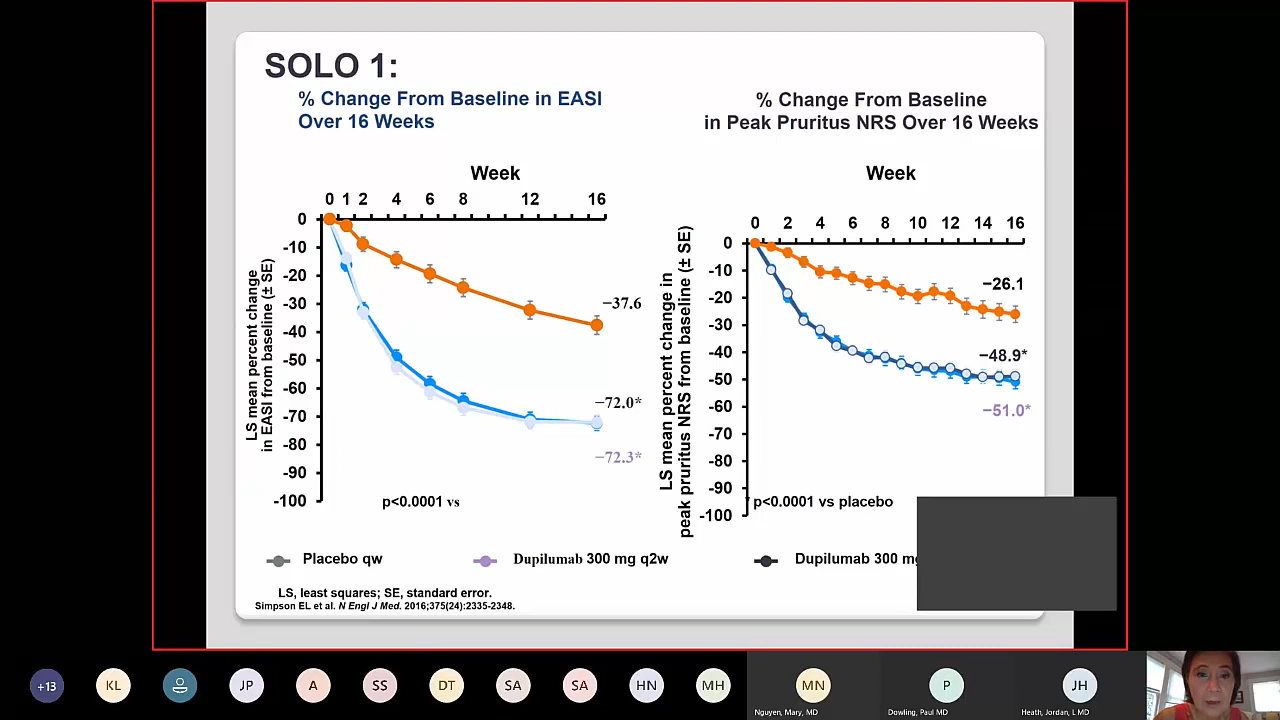 SOLO 1:
% Change From Baseline in EASI
Over 16 Weeks
% Change From Baseline
in Peak Pruritus NRS Over 16 Weeks
Week
0 1 2 4 6 8 12 16
0
-10
-20
-30
-40
-50
-60
-70
-80
-90
-100
LS mean percent change
in EASI from baseline (± SE)
−37.6
−72.0*
−72.3*
p<0.0001 vs
Week
0 2 4 6 8 10 12 14 16
0
-10
-20
-30
-40
-50
-60
-70
-80
-90
-100
LS mean percent change in
peak pruritus NRS from baseline (± SE)
−26.1
−48.9*
−51.0*
p<0.0001 vs placebo
Placebo qw
Dupilumab 300 mg q2w
Dupilumab 300 m
LS, least squares; SE, standard error.
Simpson EL et al. N Engl J Med. 2016;375(24):2335-2348.
+13
KL
JP
A
SS
DT
SA
SA
HN
MH
MN
P
JH
Nguyen, Mary, MD
Dowling, Paul MD
Heath, Jordan, L MD